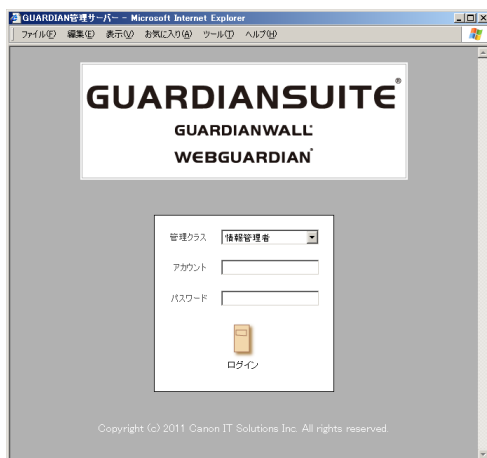 GUARDIAN管理サーバー - Microsoft Internet Explorer
ファイル(F) 編集(E) 表示(V) お気に入り(A) ツール(T) ヘルプ(H)
GUARDIANSUITE®
GUARDIANWALL
WEBGUARDIAN
管理クラス 情報管理者
アカウント
パスワード
ログイン
Copyright (c) 2011 Canon IT Solutions Inc. All rights reserved.